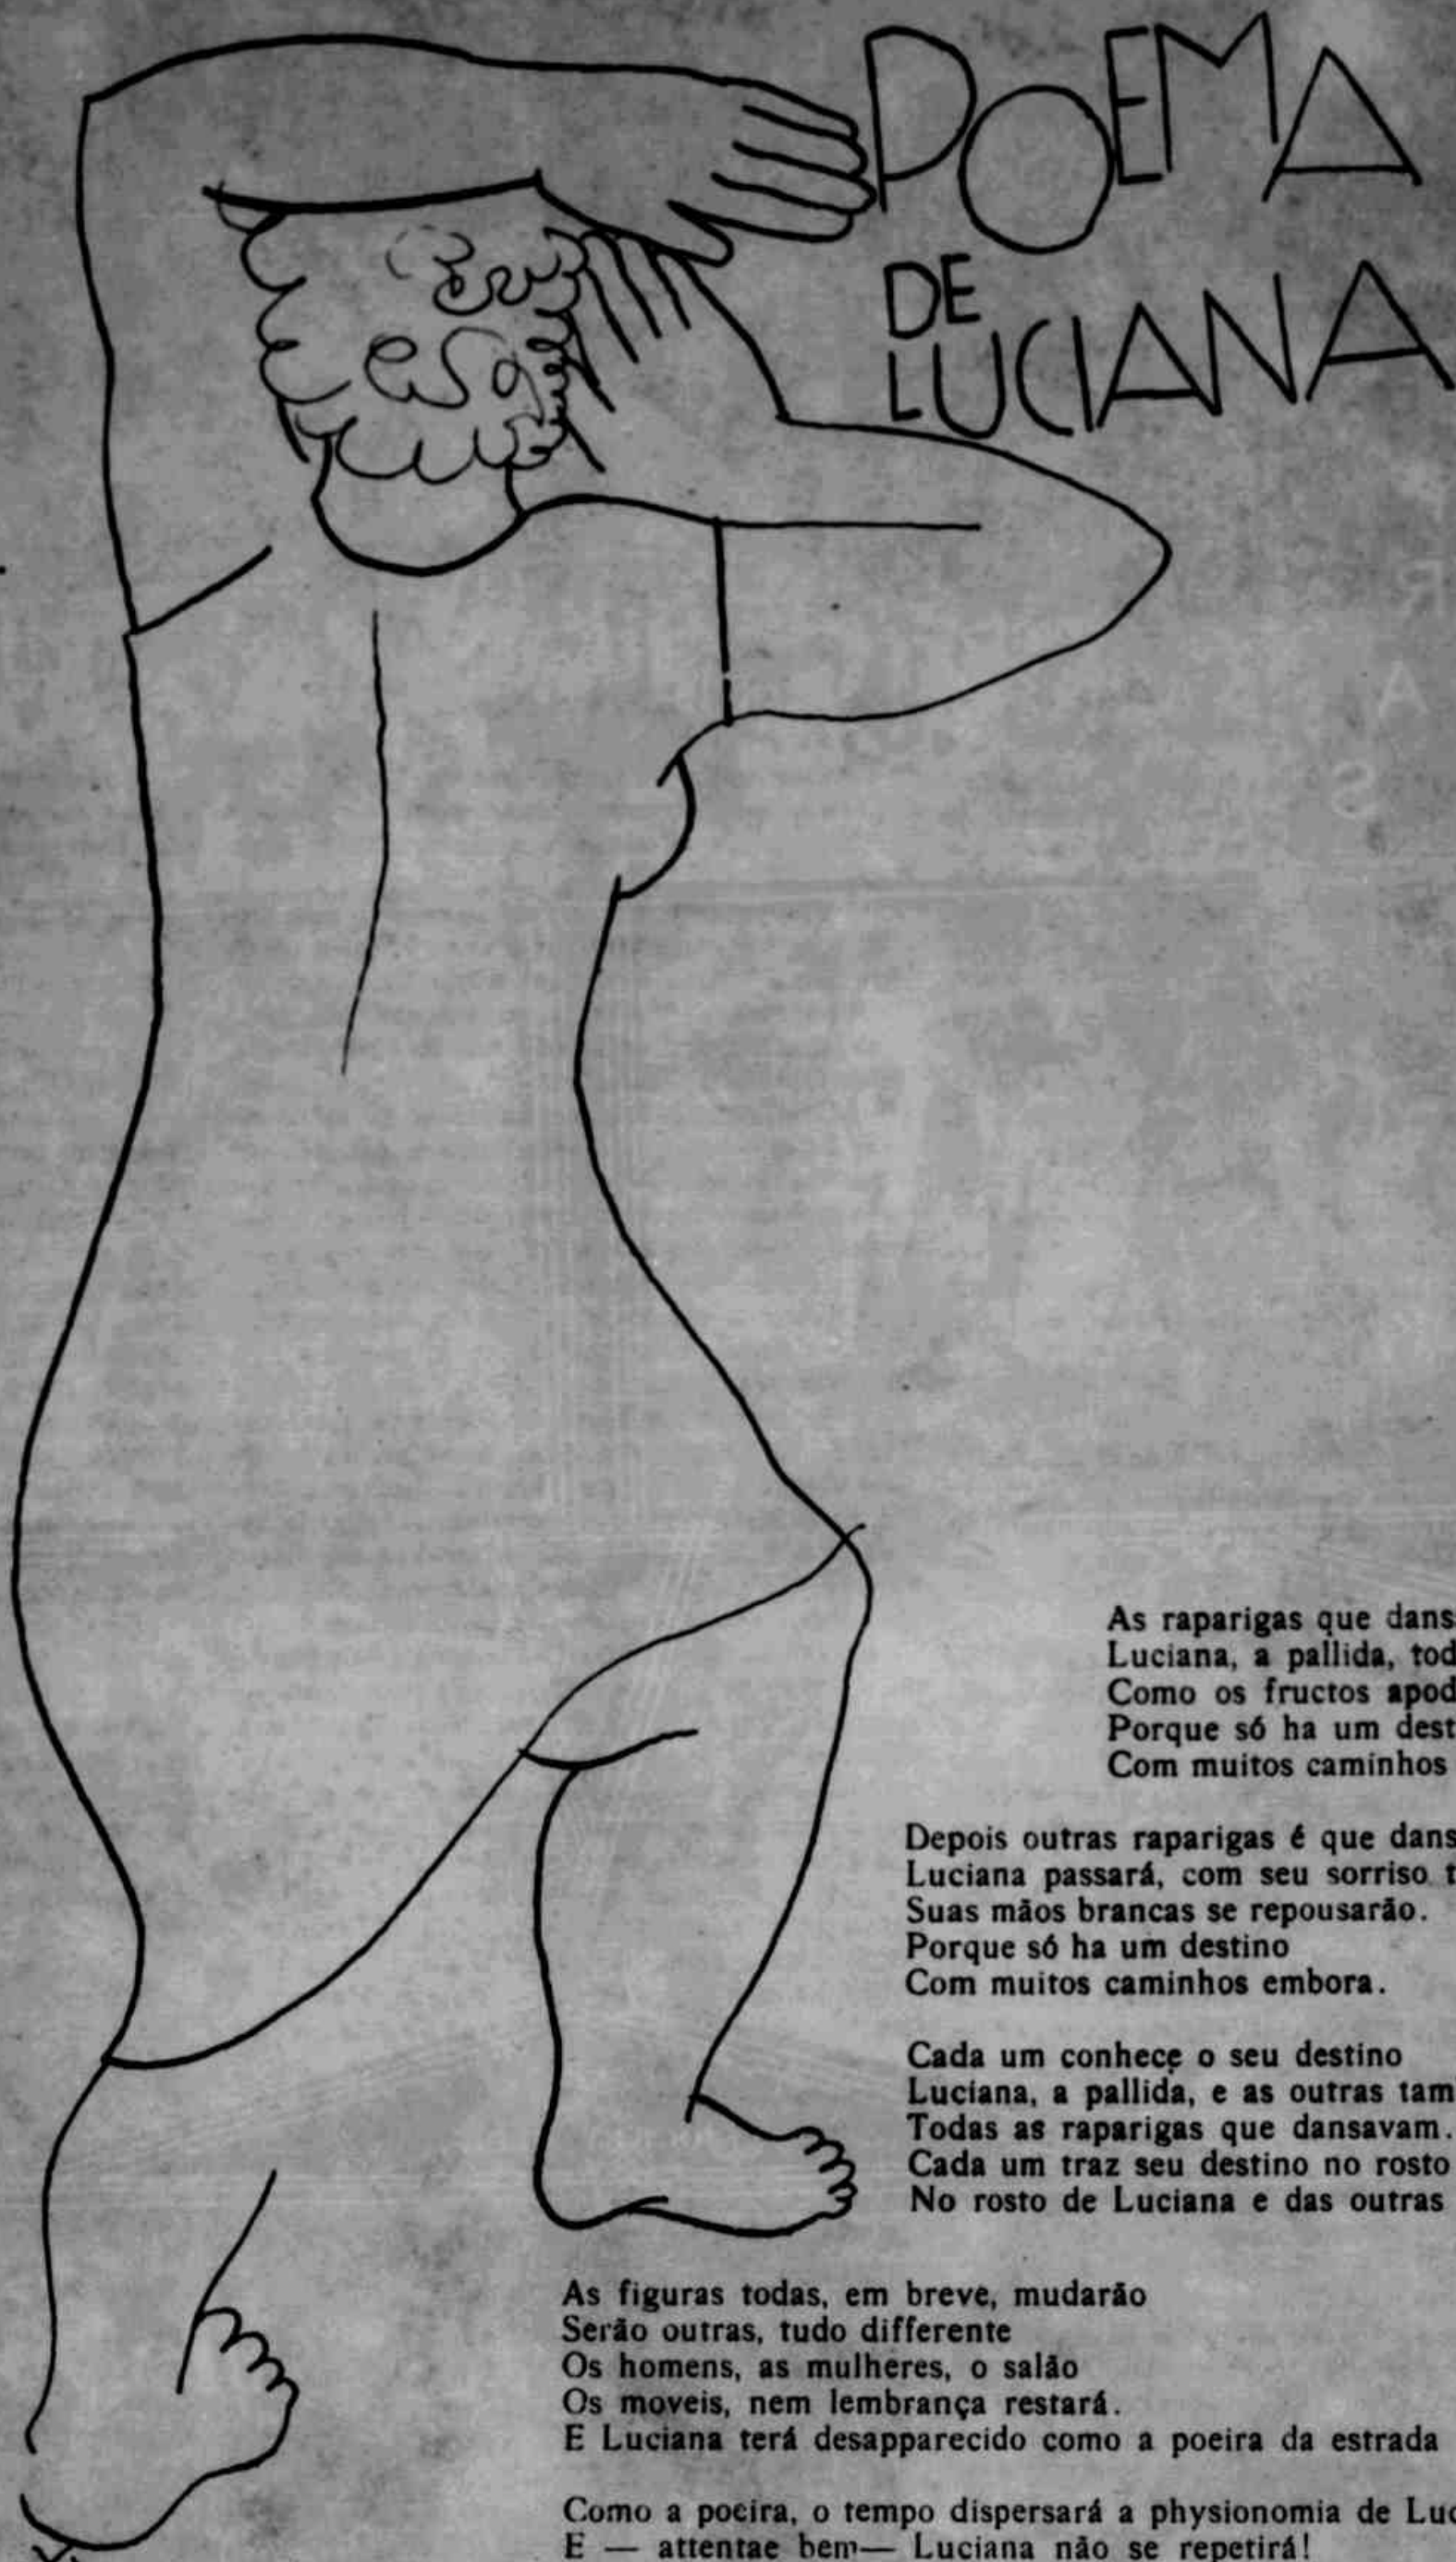 POEMA
DE
LUCIANA
As raparigas que dans
Luciana, a pallida, tod
Como os fructos apod
Porque só ha um dest
Com muitos caminhos
Depois outras raparigas é que dans
Luciana passará, com seu sorriso t
Suas mãos brancas se repousarão.
Porque só ha um destino
Com muitos caminhos embora.
Cada um conhece o seu destino
Luciana, a pallida, e as outras tam
Todas as raparigas que dansavam.
Cada um traz seu destino no rosto
No rosto de Luciana e das outras
As figuras todas, em breve, mudarão
Serão outras, tudo differente
Os homens, as mulheres, o salão
Os moveis, nem lembrança restará.
E Luciana terá desapparecido como a poeira da estrada
Como a poeira, o tempo dispersará a physionomia de Luc
E — attentae bem— Luciana não se repetirá!